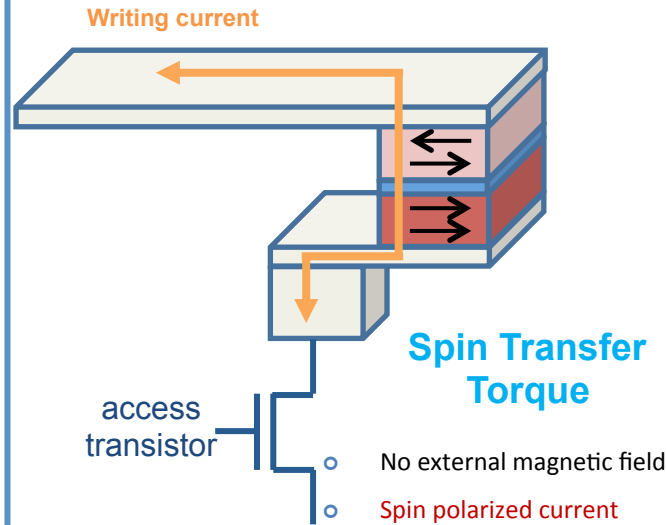 Writing current
Spin Transfer
Torque
access
transistor
No external magnetic field
Spin polarized current